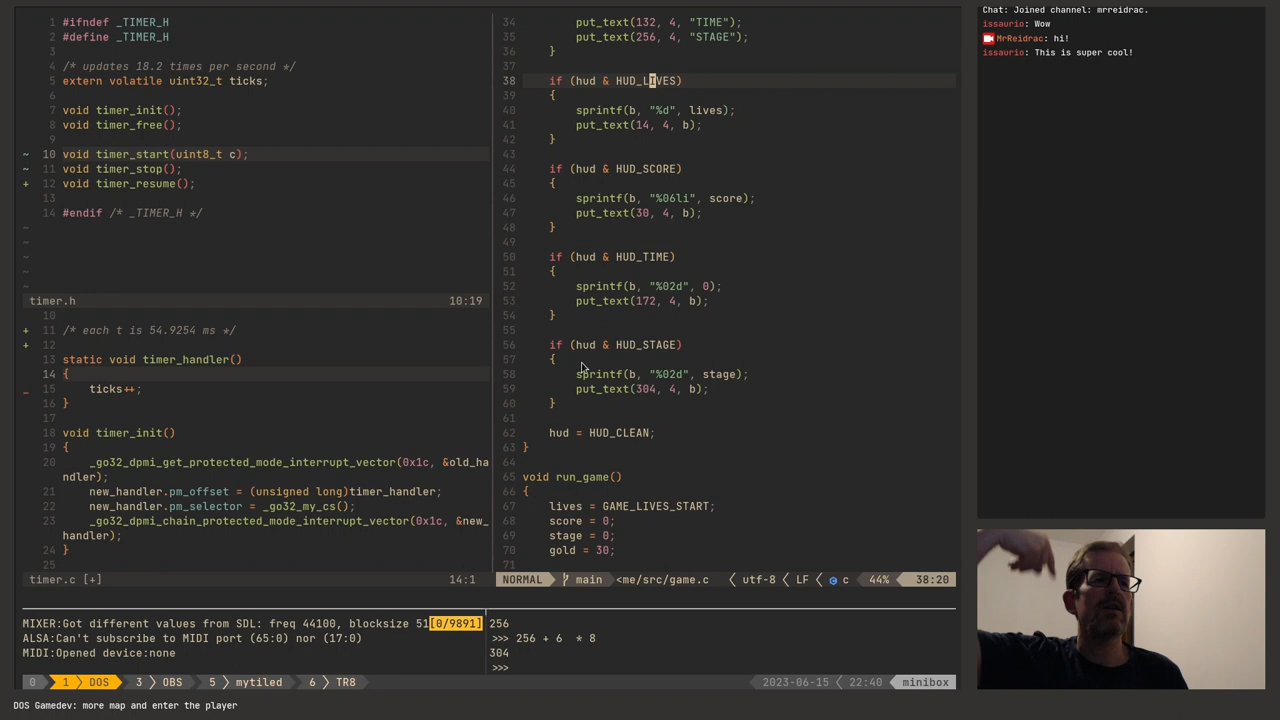 1 #ifndef _TIMER_H
2 #define _TIMER_H
3
4 /* updates 18.2 times per second */
5 extern volatile uint32_t ticks;
6
7 void timer_init();
8 void timer_free();
9
~ 10 void timer_start(uint8_t c);
~ 11 void timer_stop();
+ 12 void timer_resume();
13
14 #endif /* _TIMER_H */
~
~
~
~
~
timer.h 10:19
10
+ 11 /* each t is 54.9254 ms */
+ 12
13 static void timer_handler()
14 {
_ 15 ticks++;
16 }
17
18 void timer_init()
19 {
20 _go32_dpmi_get_protected_mode_interrupt_vector(0x1c, &old_ha
ndler);
21 new_handler.pm_offset = (unsigned long)timer_handler;
22 new_handler.pm_selector = _go32_my_cs();
23 _go32_dpmi_chain_protected_mode_interrupt_vector(0x1c, &new_
handler);
24 }
25
timer.c [+] 14:1
34 put_text(132, 4, "TIME");
35 put_text(256, 4, "STAGE");
36 }
37
38 if (hud & HUD_LIVES)
39 {
40 sprintf(b, "%d", lives);
41 put_text(14, 4, b);
42 }
43
44 if (hud & HUD_SCORE)
45 {
46 sprintf(b, "%06li", score);
47 put_text(30, 4, b);
48 }
49
50 if (hud & HUD_TIME)
51 {
52 sprintf(b, "%02d", 0);
53 put_text(172, 4, b);
54 }
55
56 if (hud & HUD_STAGE)
57 {
58 sprintf(b, "%02d", stage);
59 put_text(304, 4, b);
60 }
61
62 hud = HUD_CLEAN;
63 }
64
65 void run_game()
66 {
67 lives = GAME_LIVES_START;
68 score = 0;
69 stage = 0;
70 gold = 30;
71
NORMAL main <me/src/game.c utf-8 LF c 44% 38:20
MIXER:Got different values from SDL: freq 44100, blocksize 51[0/9891]
ALSA:Can't subscribe to MIDI port (65:0) nor (17:0)
MIDI:Opened device:none
256
>>> 256 + 6  * 8
304
>>>
0 1 DOS 3 OBS 5 mytiled 6 TR8 2023-06-15 22:40 minibox
DOS Gamedev: more map and enter the player
Chat: Joined channel: mrreidrac.
issaurio: Wow
MrReidrac: hi!
issaurio: This is super cool!